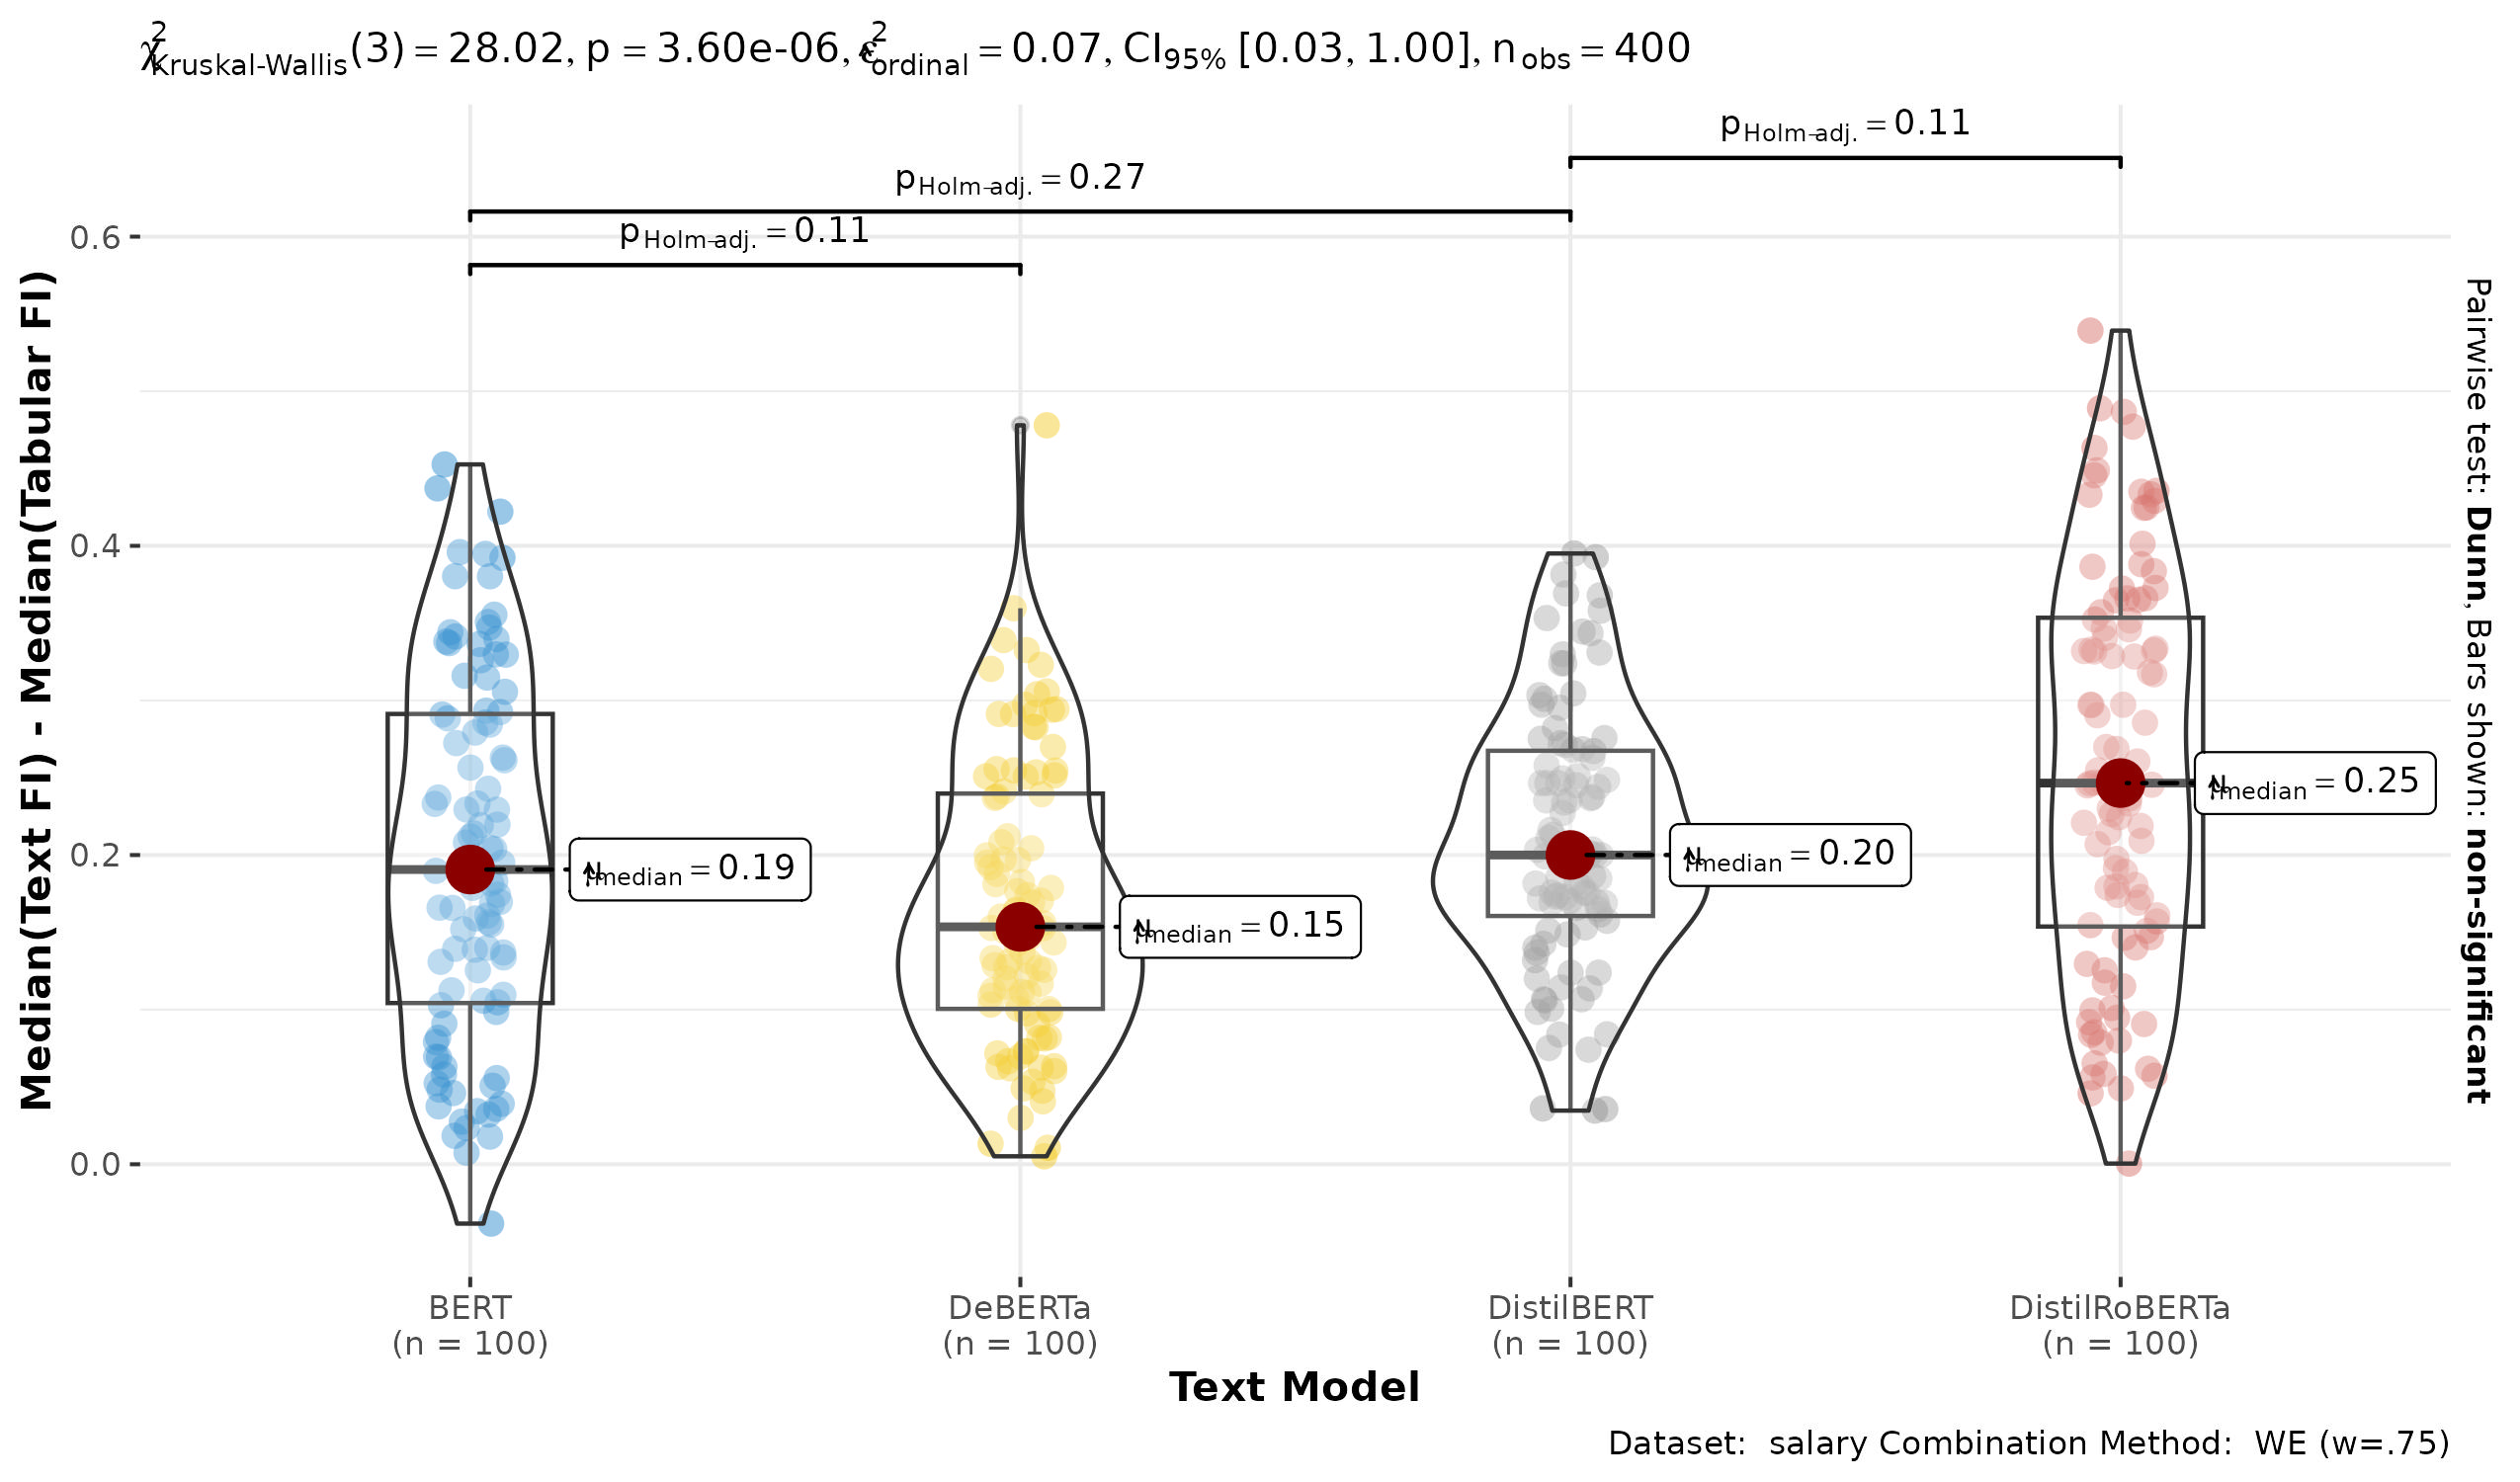 χ²Kruskal-Wallis(3) = 28.02, p = 3.60e-06, ε̂²ordinal = 0.07, CI95% [0.03, 1.00], nobs = 400
pHolm-adj. = 0.11
pHolm-adj. = 0.27
pHolm-adj. = 0.11
0.6
0.4
0.2
0.0
Median(Text FI) - Median(Tabular FI)
μ̂median = 0.19
μ̂median = 0.15
μ̂median = 0.20
μ̂median = 0.25
Pairwise test: Dunn, Bars shown: non-significant
BERT
(n = 100)
DeBERTa
(n = 100)
DistilBERT
(n = 100)
DistilRoBERTa
(n = 100)
Text Model
Dataset: salary Combination Method: WE (w=.75)